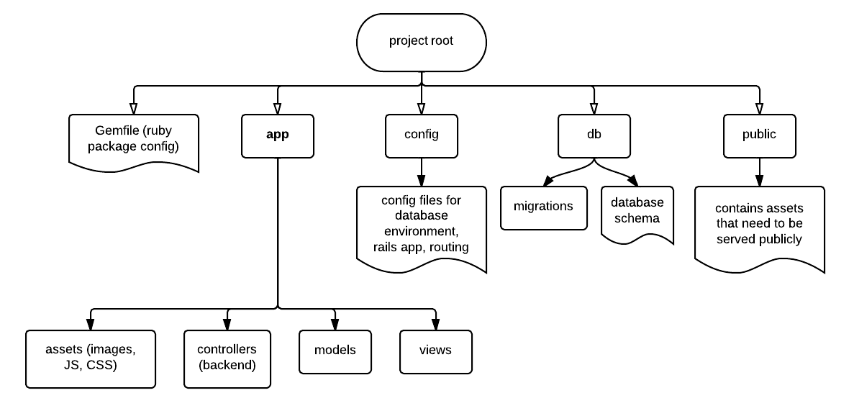 project root
Gemfile (ruby
package config)
app
config
db
public
config files for
database
environment,
rails app, routing
migrations
database
schema
contains assets
that need to be
served publicly
assets (images,
JS, CSS)
controllers
(backend)
models
views